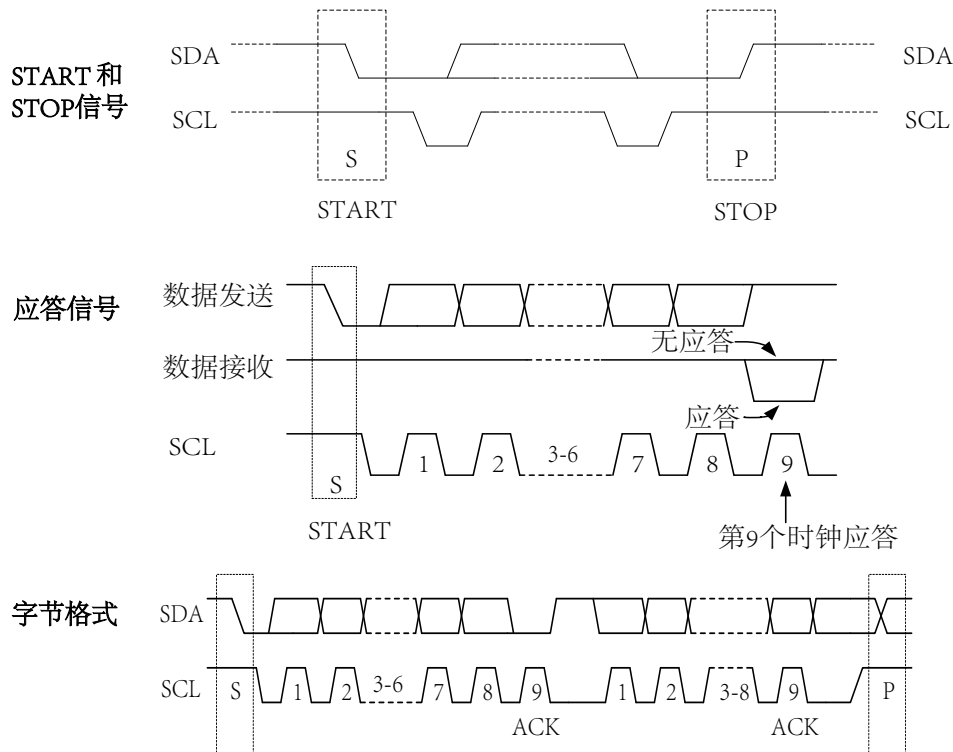 START 和
STOP信号
SDA
SDA
SCL
SCL
S
P
START
STOP
应答信号
数据发送
无应答
数据接收
应答
SCL
1
2
3-6
7
8
9
S
START
第9个时钟应答
字节格式
SDA
SCL
S
1
2
3-6
7
8
9
1
2
3-8
9
P
ACK
ACK